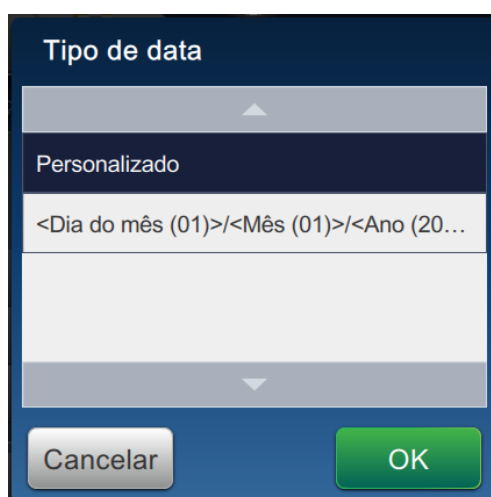 Tipo de data
Personalizado
<Dia do mês (01)>/<Mês (01)>/<Ano (20...
Cancelar
OK